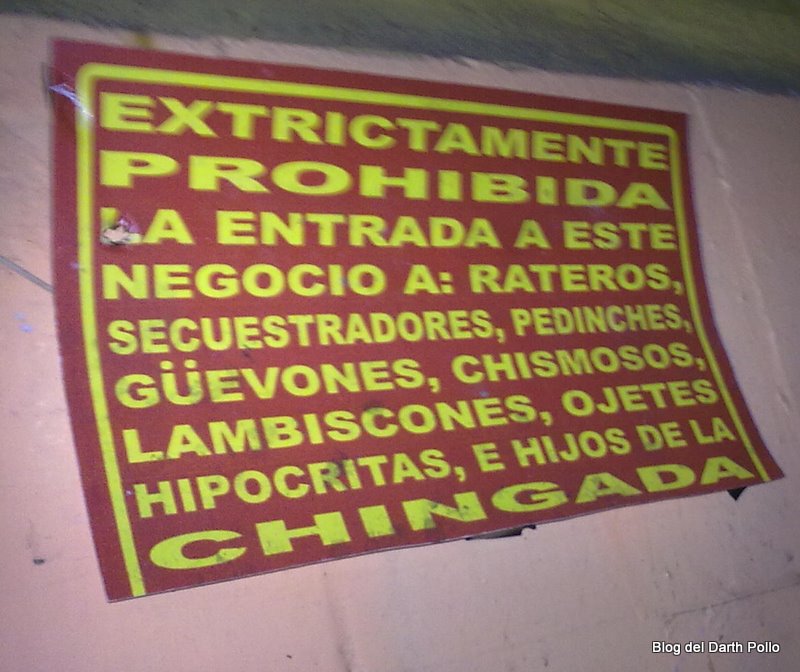 EXTRICTAMENTE
PROHIBIDA
LA ENTRADA A ESTE
NEGOCIO A: RATEROS,
SECUESTRADORES, PEDINCHES,
GÜEVONES, CHISMOSOS,
LAMBISCONES, OJETES
HIPOCRITAS, E HIJOS DE LA
CHINGADA
Blog del Darth Pollo